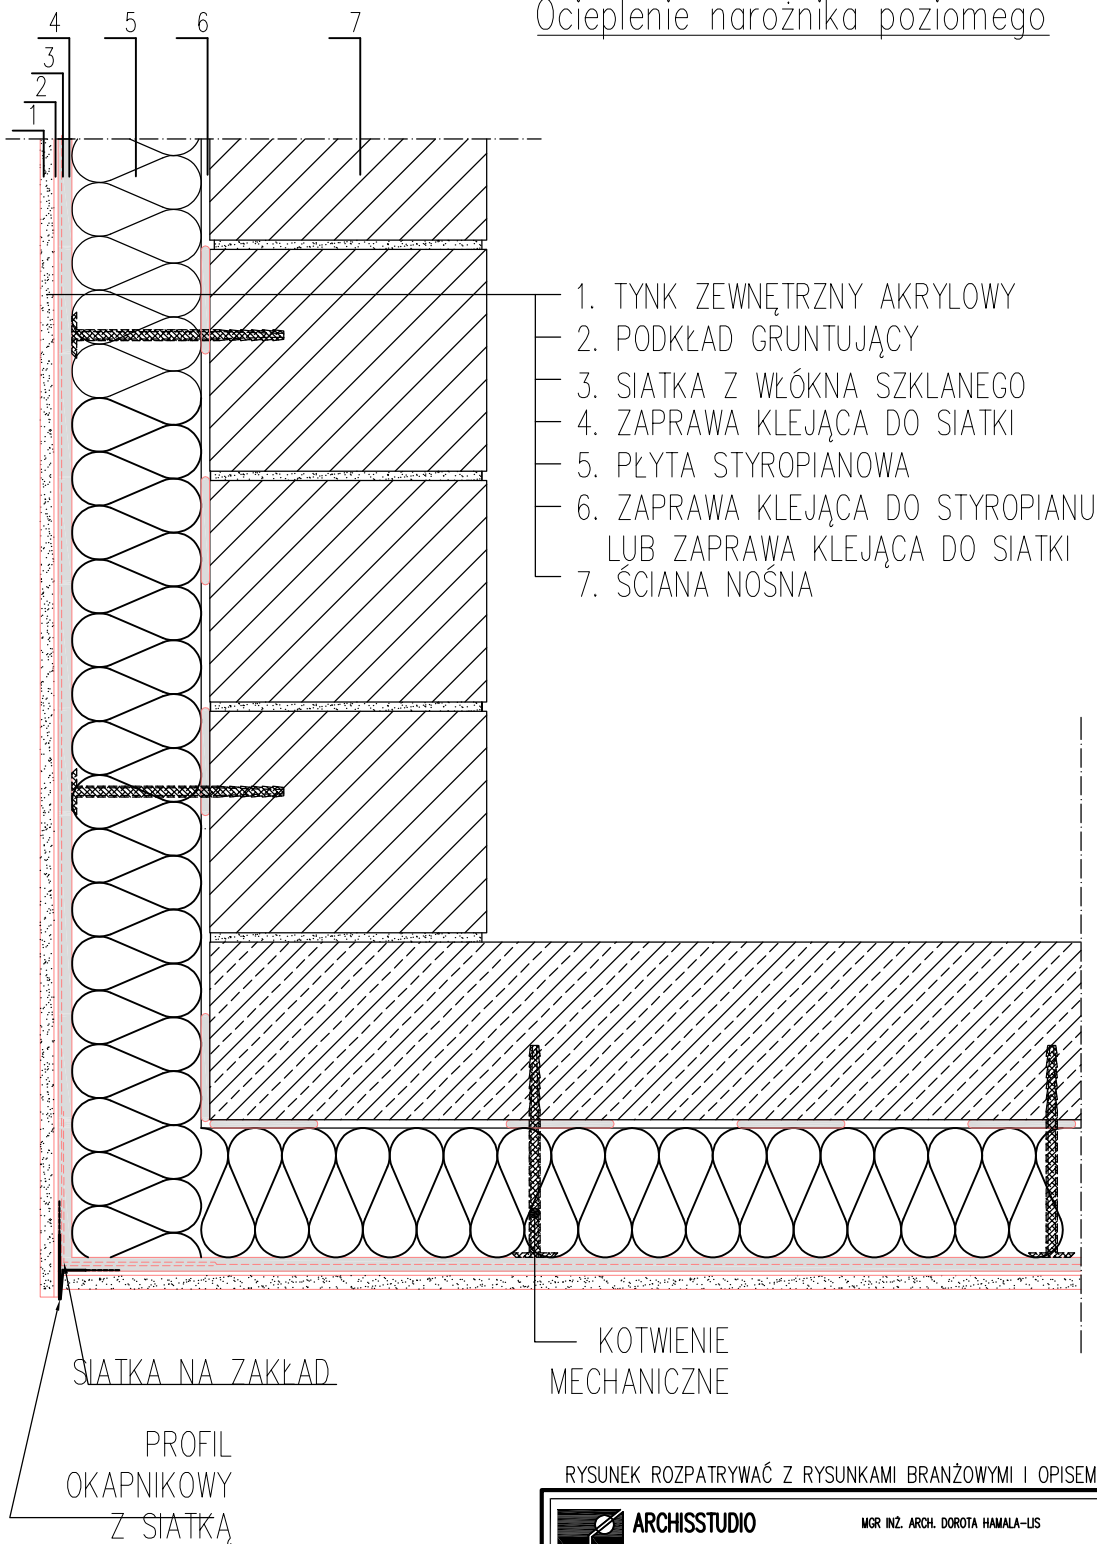 Ocieplenie narożnika poziomego
4
5
6
7
3
2
1
1. TYNK ZEWNĘTRZNY AKRYLOWY
2. PODKŁAD GRUNTUJĄCY
3. SIATKA Z WŁÓKNA SZKLANEGO
4. ZAPRAWA KLEJĄCA DO SIATKI
5. PŁYTA STYROPIANOWA
6. ZAPRAWA KLEJĄCA DO STYROPIANU
LUB ZAPRAWA KLEJĄCA DO SIATKI
7. ŚCIANA NOŚNA
KOTWIENIE
MECHANICZNE
SIATKA NA ZAKŁAD
PROFIL
OKAPNIKOWY
Z SIATKĄ
RYSUNEK ROZPATRYWAĆ Z RYSUNKAMI BRANŻOWYMI I OPISEM
ARCHISSTUDIO
MGR INŻ. ARCH. DOROTA HAMALA-LIS